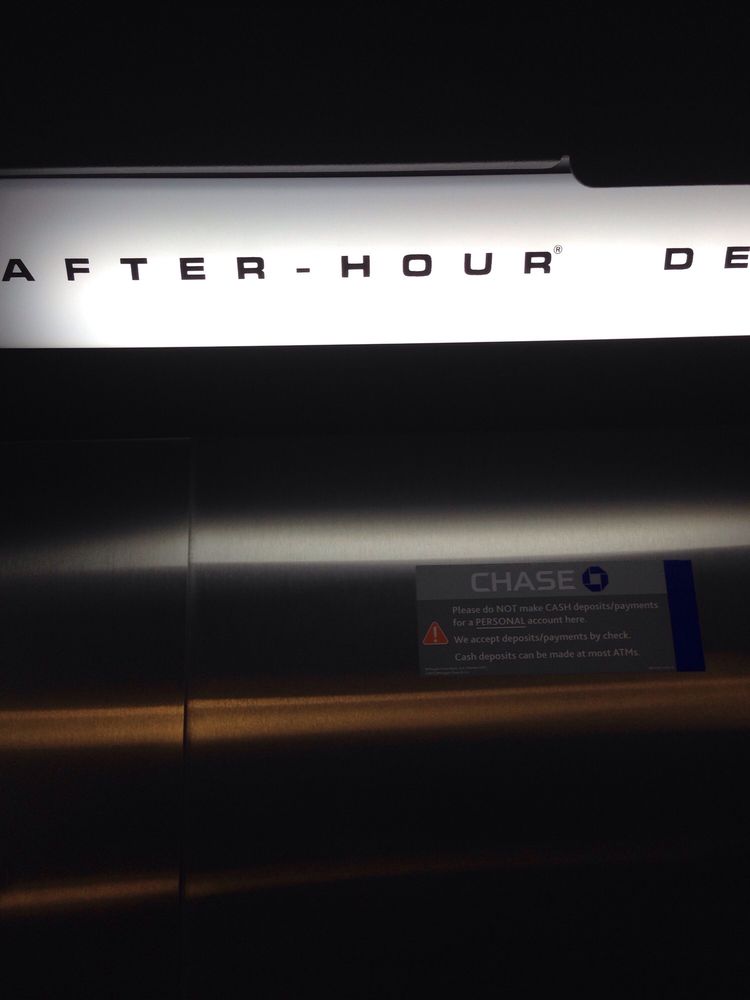 AFTER-HOUR® DE
CHASE
Please do NOT make CASH deposits/payments
for a PERSONAL account here.
We accept deposits/payments by check.
Cash deposits can be made at most ATMs.